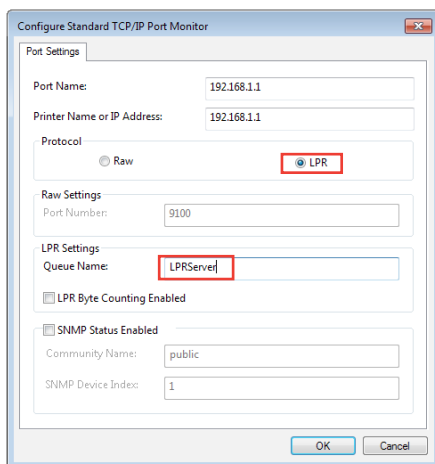 Configure Standard TCP/IP Port Monitor
Port Settings
Port Name: 192.168.1.1
Printer Name or IP Address: 192.168.1.1
Protocol
Raw LPR
Raw Settings
Port Number: 9100
LPR Settings
Queue Name: LPRServer
LPR Byte Counting Enabled
SNMP Status Enabled
Community Name: public
SNMP Device Index: 1
OK Cancel